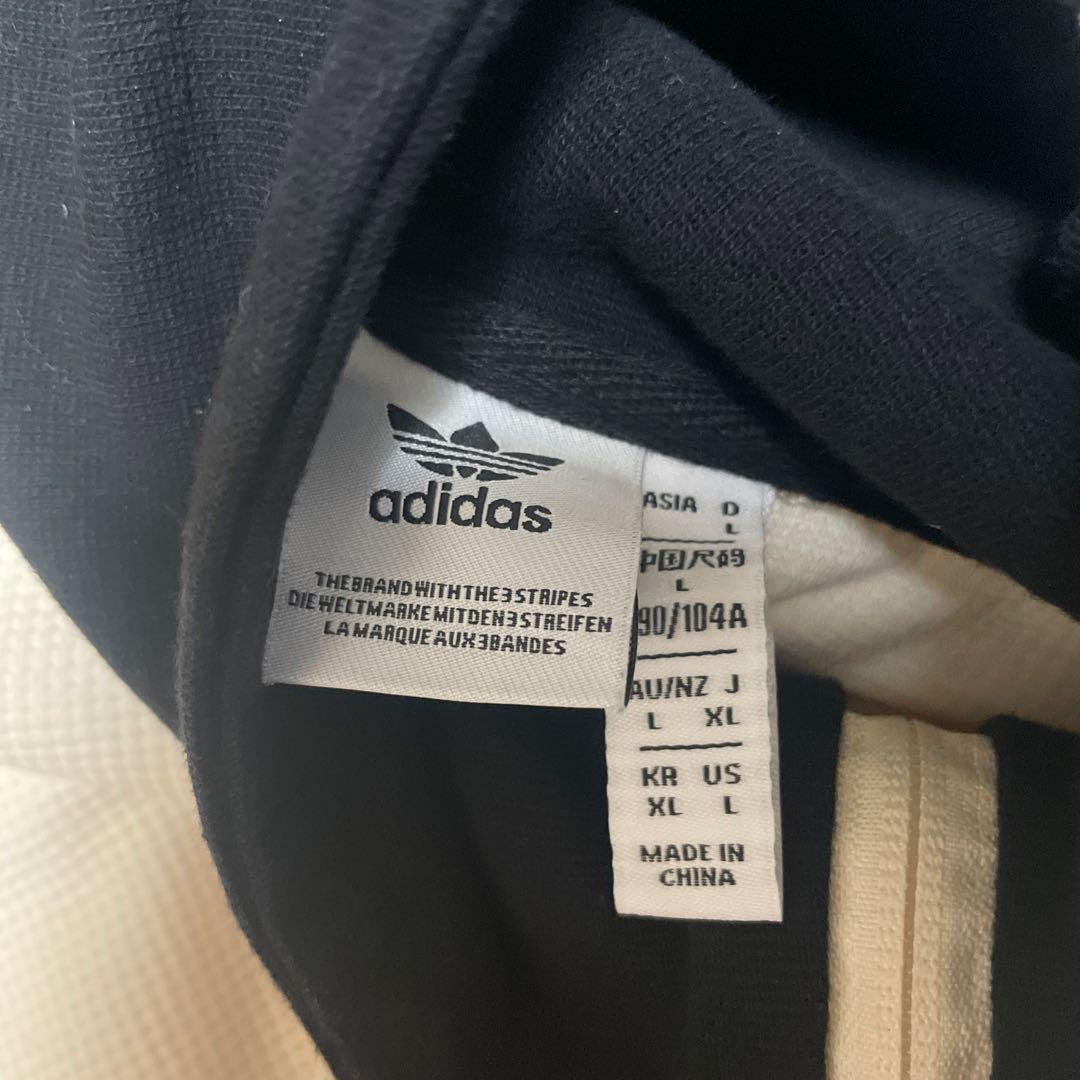 adidas
THE BRAND WITH THE 3 STRIPES
DIE WELTMARKE MIT DEN 3 STREIFEN
LA MARQUE AUX 3 BANDES
ASIA D
L
中国尺码
L
90/104A
AU/NZ J
L XL
KR US
XL L
MADE IN
CHINA